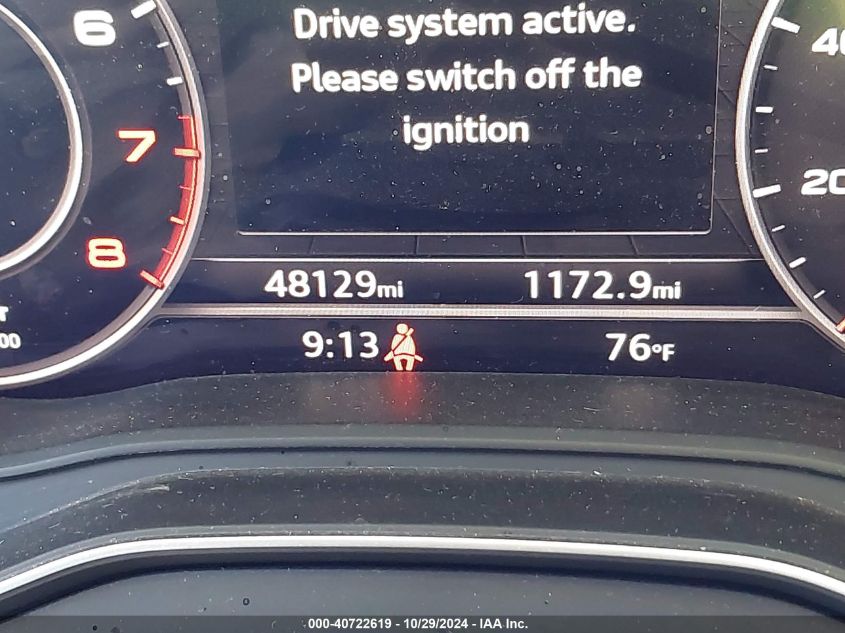 6
7
8
Drive system active.
Please switch off the
ignition
20
48129mi 1172.9mi
9:13 76°F
000-40722619 - 10/29/2024 - IAA Inc.